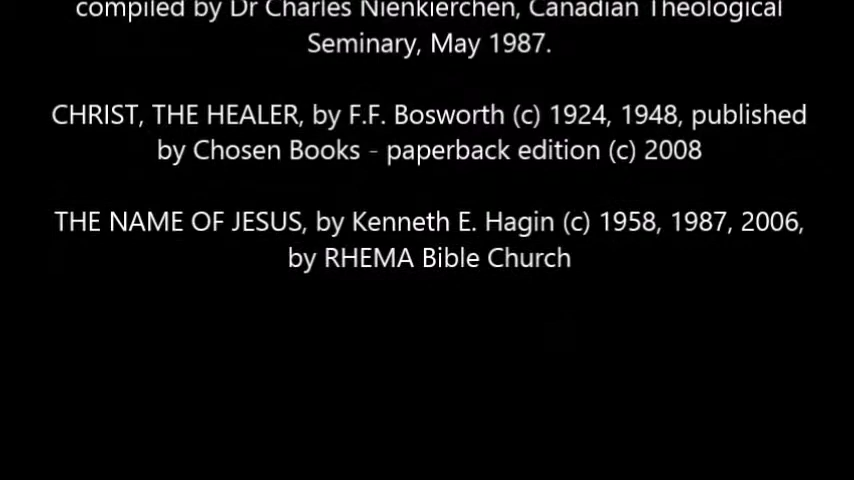 compiled by Dr Charles Nienkierchen, Canadian Theological
Seminary, May 1987.
CHRIST, THE HEALER, by F.F. Bosworth (c) 1924, 1948, published
by Chosen Books - paperback edition (c) 2008
THE NAME OF JESUS, by Kenneth E. Hagin (c) 1958, 1987, 2006,
by RHEMA Bible Church